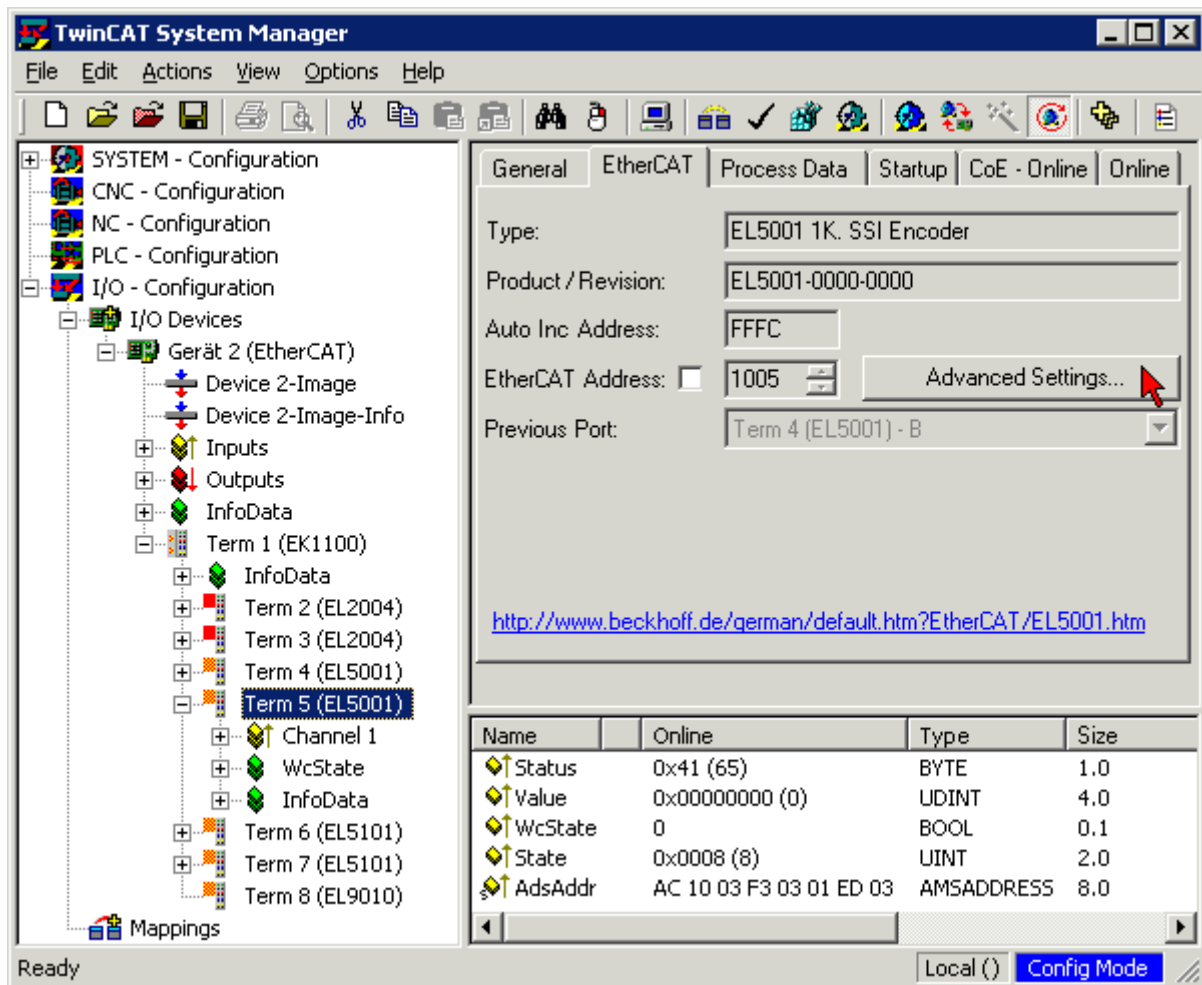 TwinCAT System Manager
File Edit Actions View Options Help
SYSTEM - Configuration
CNC - Configuration
NC - Configuration
PLC - Configuration
I/O - Configuration
I/O Devices
Gerät 2 (EtherCAT)
Device 2-Image
Device 2-Image-Info
Inputs
Outputs
InfoData
Term 1 (EK1100)
InfoData
Term 2 (EL2004)
Term 3 (EL2004)
Term 4 (EL5001)
Term 5 (EL5001)
Channel 1
WcState
InfoData
Term 6 (EL5101)
Term 7 (EL5101)
Term 8 (EL9010)
Mappings
General EtherCAT Process Data Startup CoE - Online Online
Type: EL5001 1K. SSI Encoder
Product / Revision: EL5001-0000-0000
Auto Inc Address: FFFC
EtherCAT Address: 1005 Advanced Settings...
Previous Port: Term 4 (EL5001) - B
http://www.beckhoff.de/german/default.htm?EtherCAT/EL5001.htm
Name Online Type Size
Status 0x41 (65) BYTE 1.0
Value 0x00000000 (0) UDINT 4.0
WcState 0 BOOL 0.1
State 0x0008 (8) UINT 2.0
AdsAddr AC 10 03 F3 03 01 ED 03 AMSADDRESS 8.0
Ready Local () Config Mode